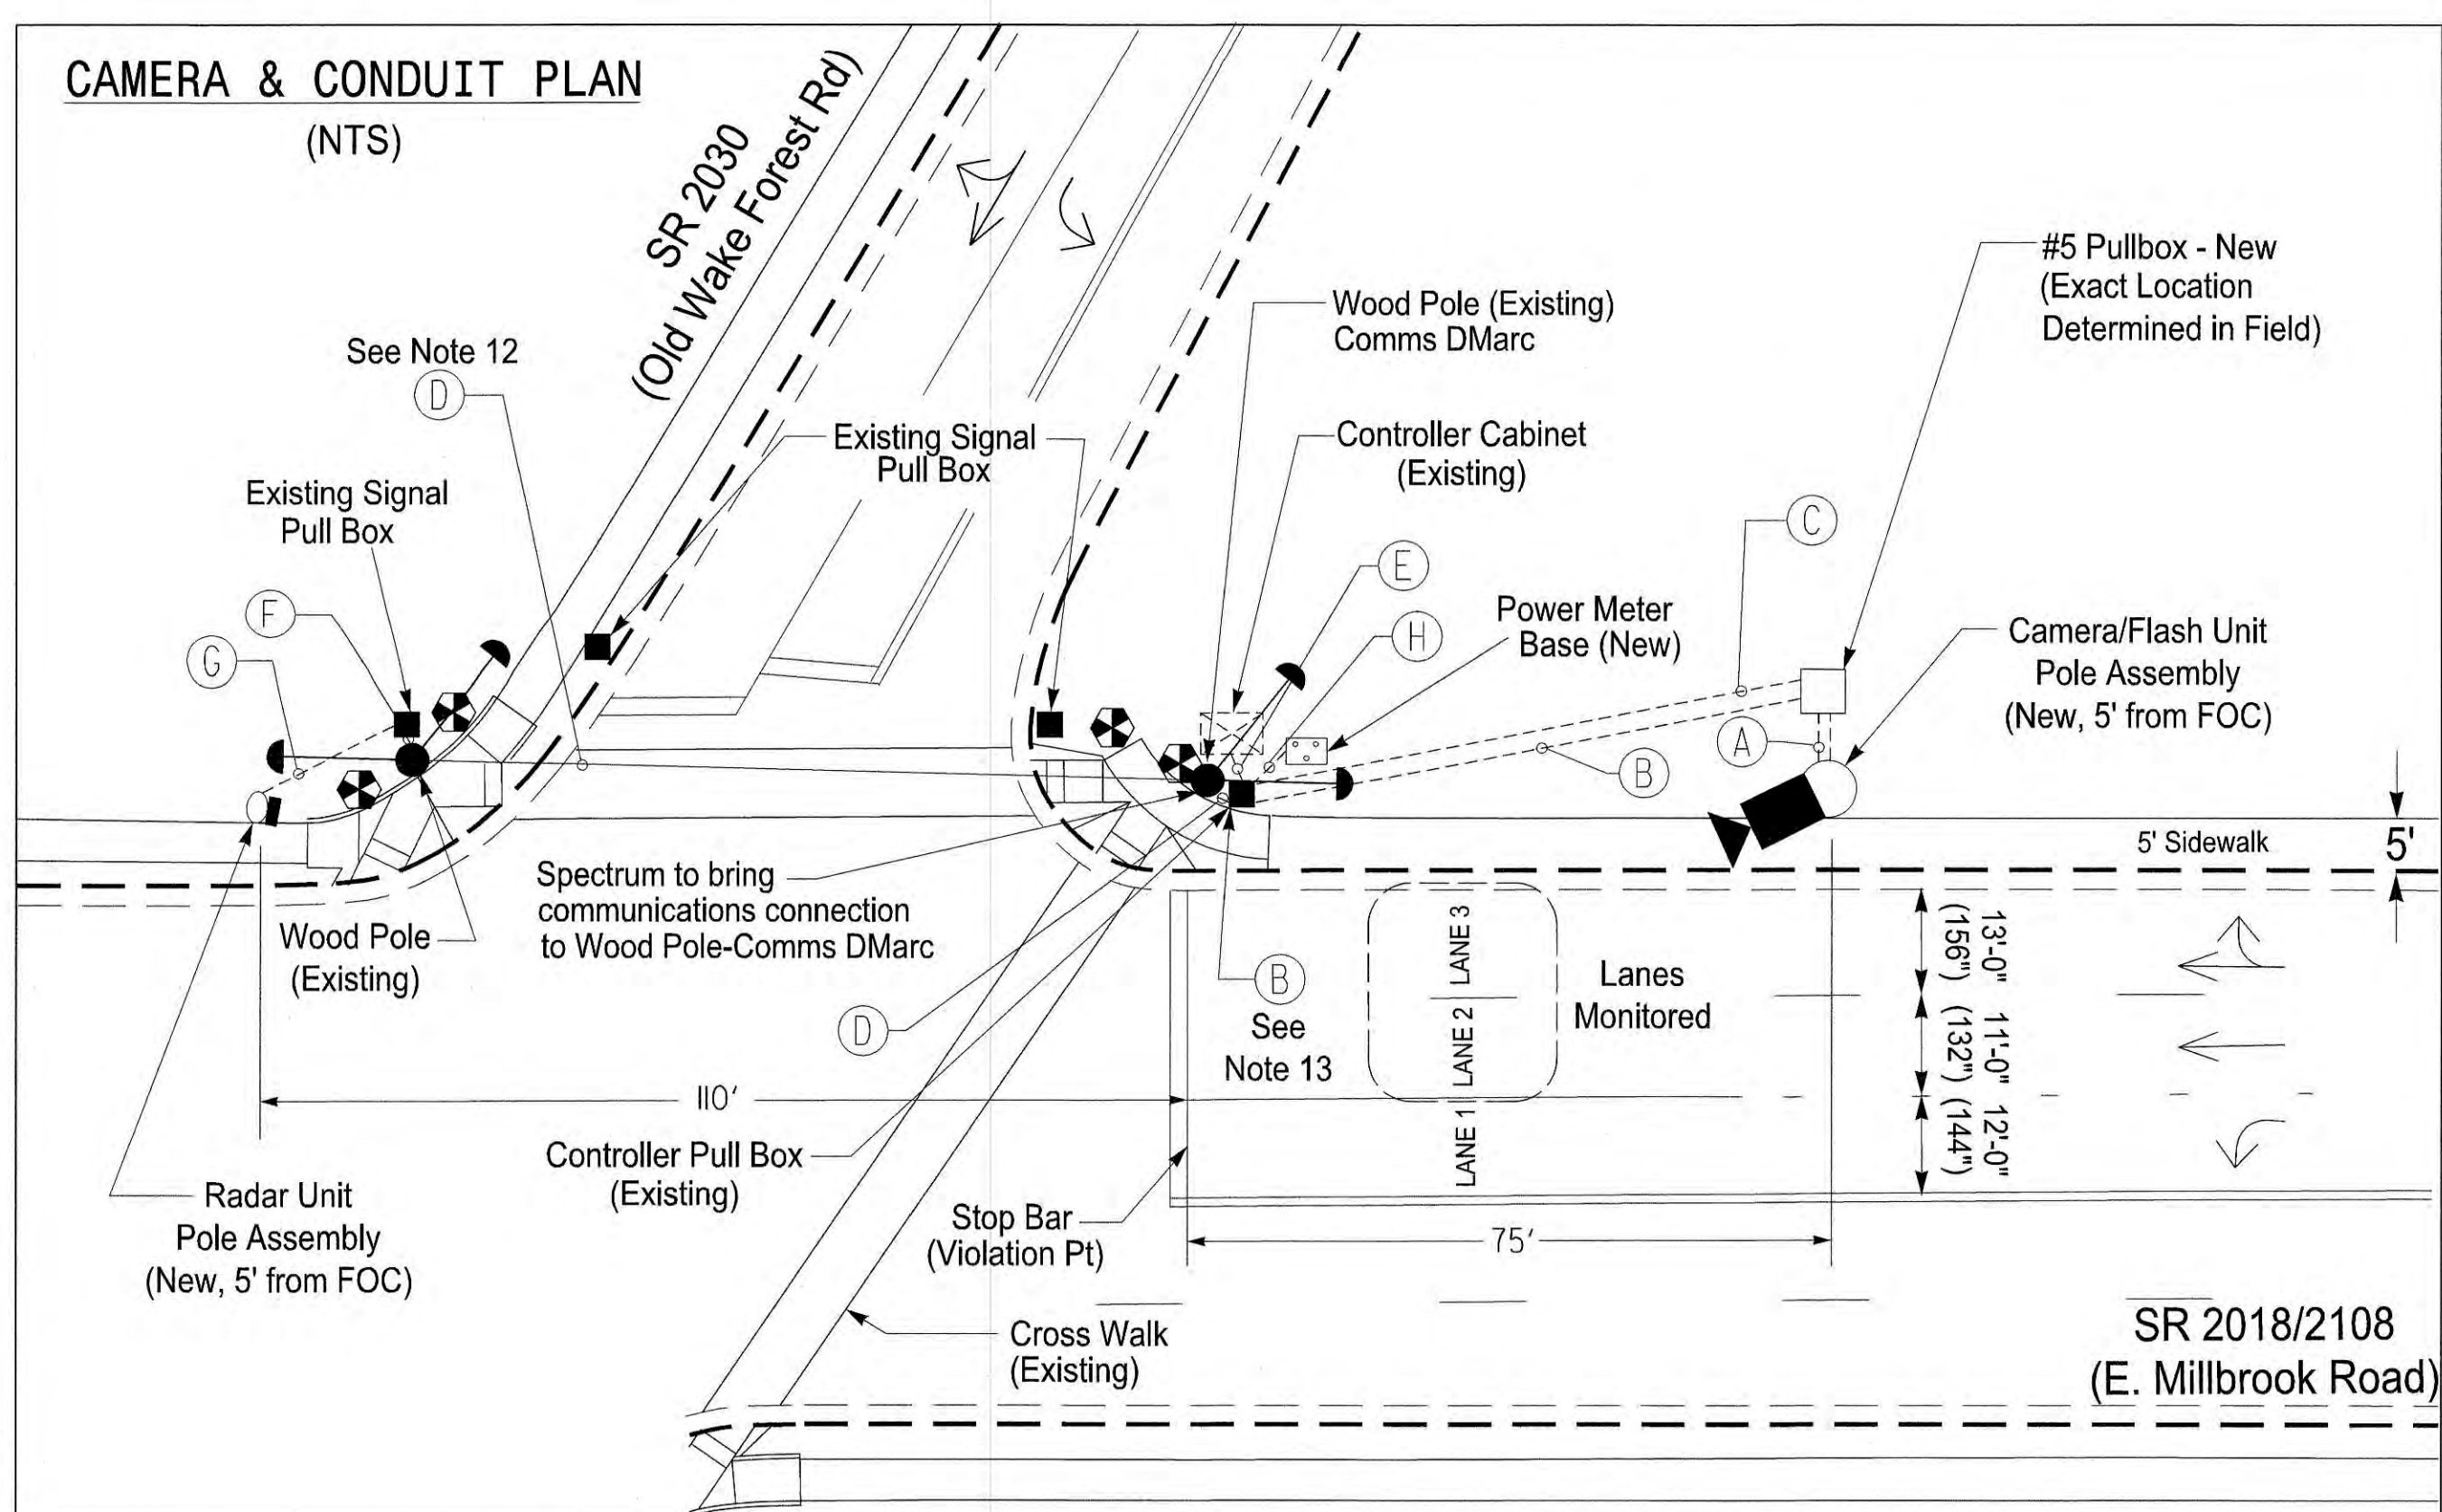 CAMERA & CONDUIT PLAN
(NTS)
SR 2030
(Old Wake Forest Rd)
#5 Pullbox - New
(Exact Location
Determined in Field)
Wood Pole (Existing)
Comms DMarc
See Note 12
D
Existing Signal
Pull Box
Controller Cabinet
(Existing)
Existing Signal
Pull Box
C
E
F
Power Meter
Base (New)
H
Camera/Flash Unit
Pole Assembly
(New, 5' from FOC)
G
A
B
5' Sidewalk
5'
Spectrum to bring
communications connection
to Wood Pole-Comms DMarc
Wood Pole
(Existing)
LANE 3
LANE 2
LANE 1
Lanes
Monitored
13'-0"
(156")
11'-0"
(132")
12'-0"
(144")
B
See
Note 13
D
110'
Controller Pull Box
(Existing)
Radar Unit
Pole Assembly
(New, 5' from FOC)
Stop Bar
(Violation Pt)
75'
Cross Walk
(Existing)
SR 2018/2108
(E. Millbrook Road)